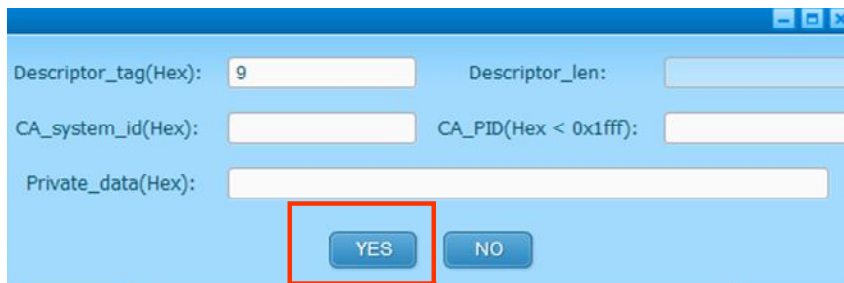 Descriptor_tag(Hex): 9 Descriptor_len:
CA_system_id(Hex): CA_PID(Hex < 0x1fff):
Private_data(Hex):
YES NO